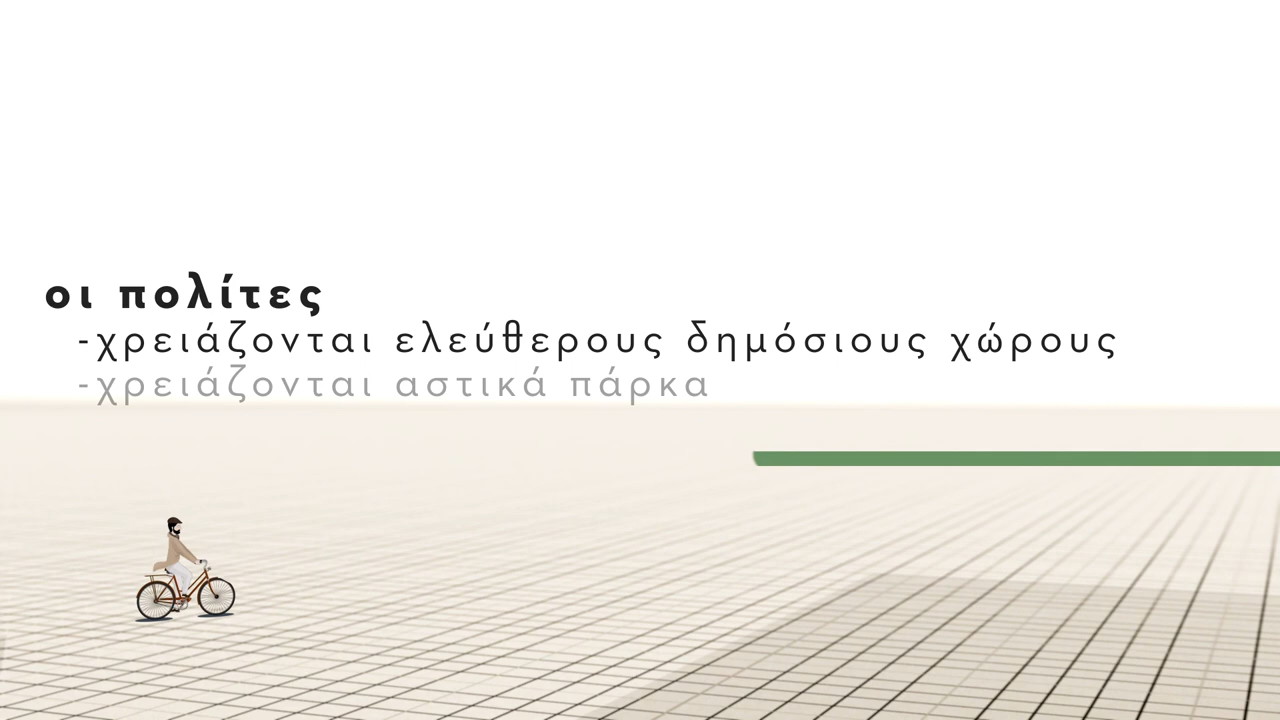 οι πολίτες
-χρειάζονται ελεύθερους δημόσιους χώρους
-χρειάζονται αστικά πάρκα